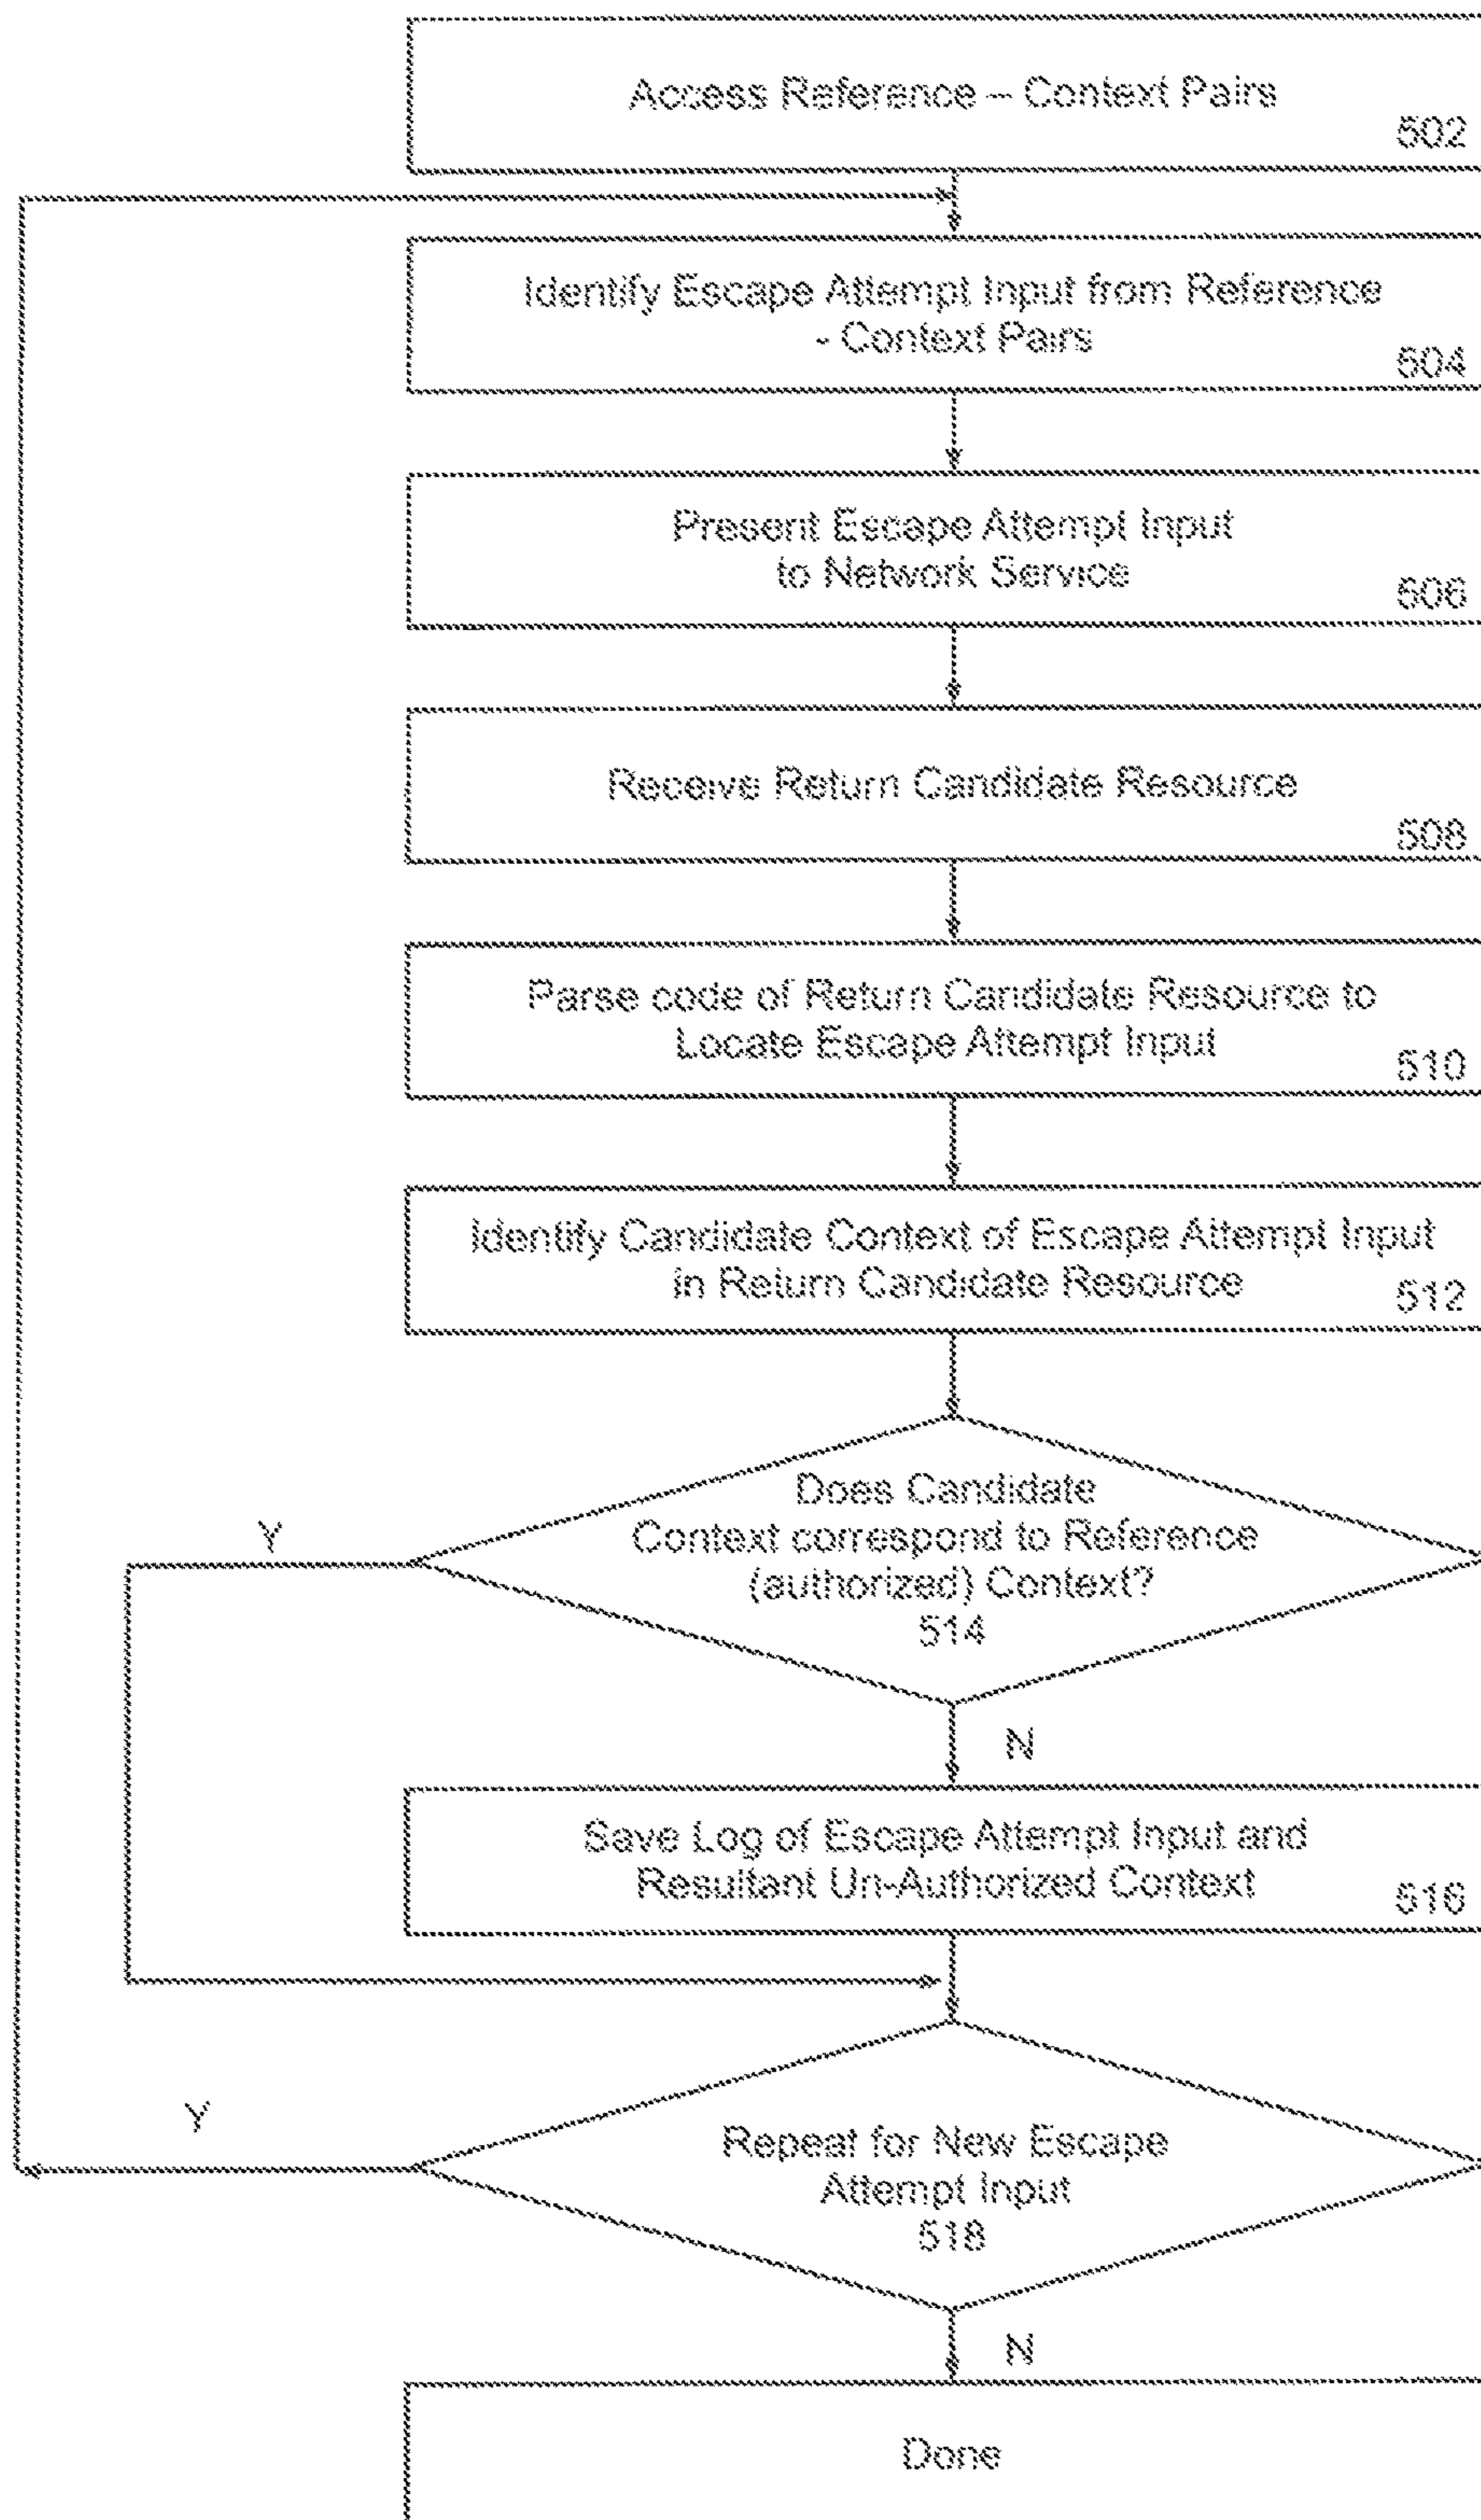 Access Reference – Context Pairs
502
Identify Escape Attempt Input from Reference
- Context Pairs
504
Present Escape Attempt Input
to Network Service
506
Receive Return Candidate Resource
508
Parse code of Return Candidate Resource to
Locate Escape Attempt Input
510
Identify Candidate Context of Escape Attempt Input
in Return Candidate Resource
512
Does Candidate
Context correspond to Reference
(authorized) Context?
514
Y
N
Save Log of Escape Attempt Input and
Resultant Un-Authorized Context
516
Repeat for New Escape
Attempt Input
518
Y
N
Done